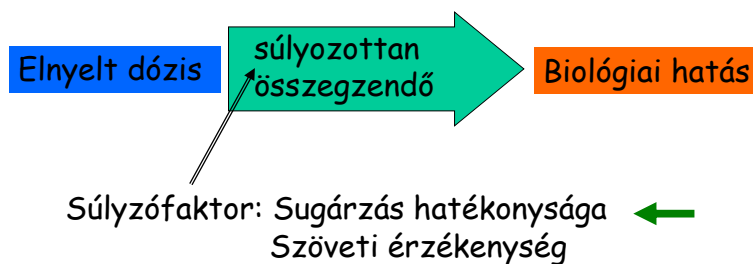 Elnyelt dózis
súlyozottan
összegzendő
Biológiai hatás
Súlyzófaktor: Sugárzás hatékonysága
Szöveti érzékenység